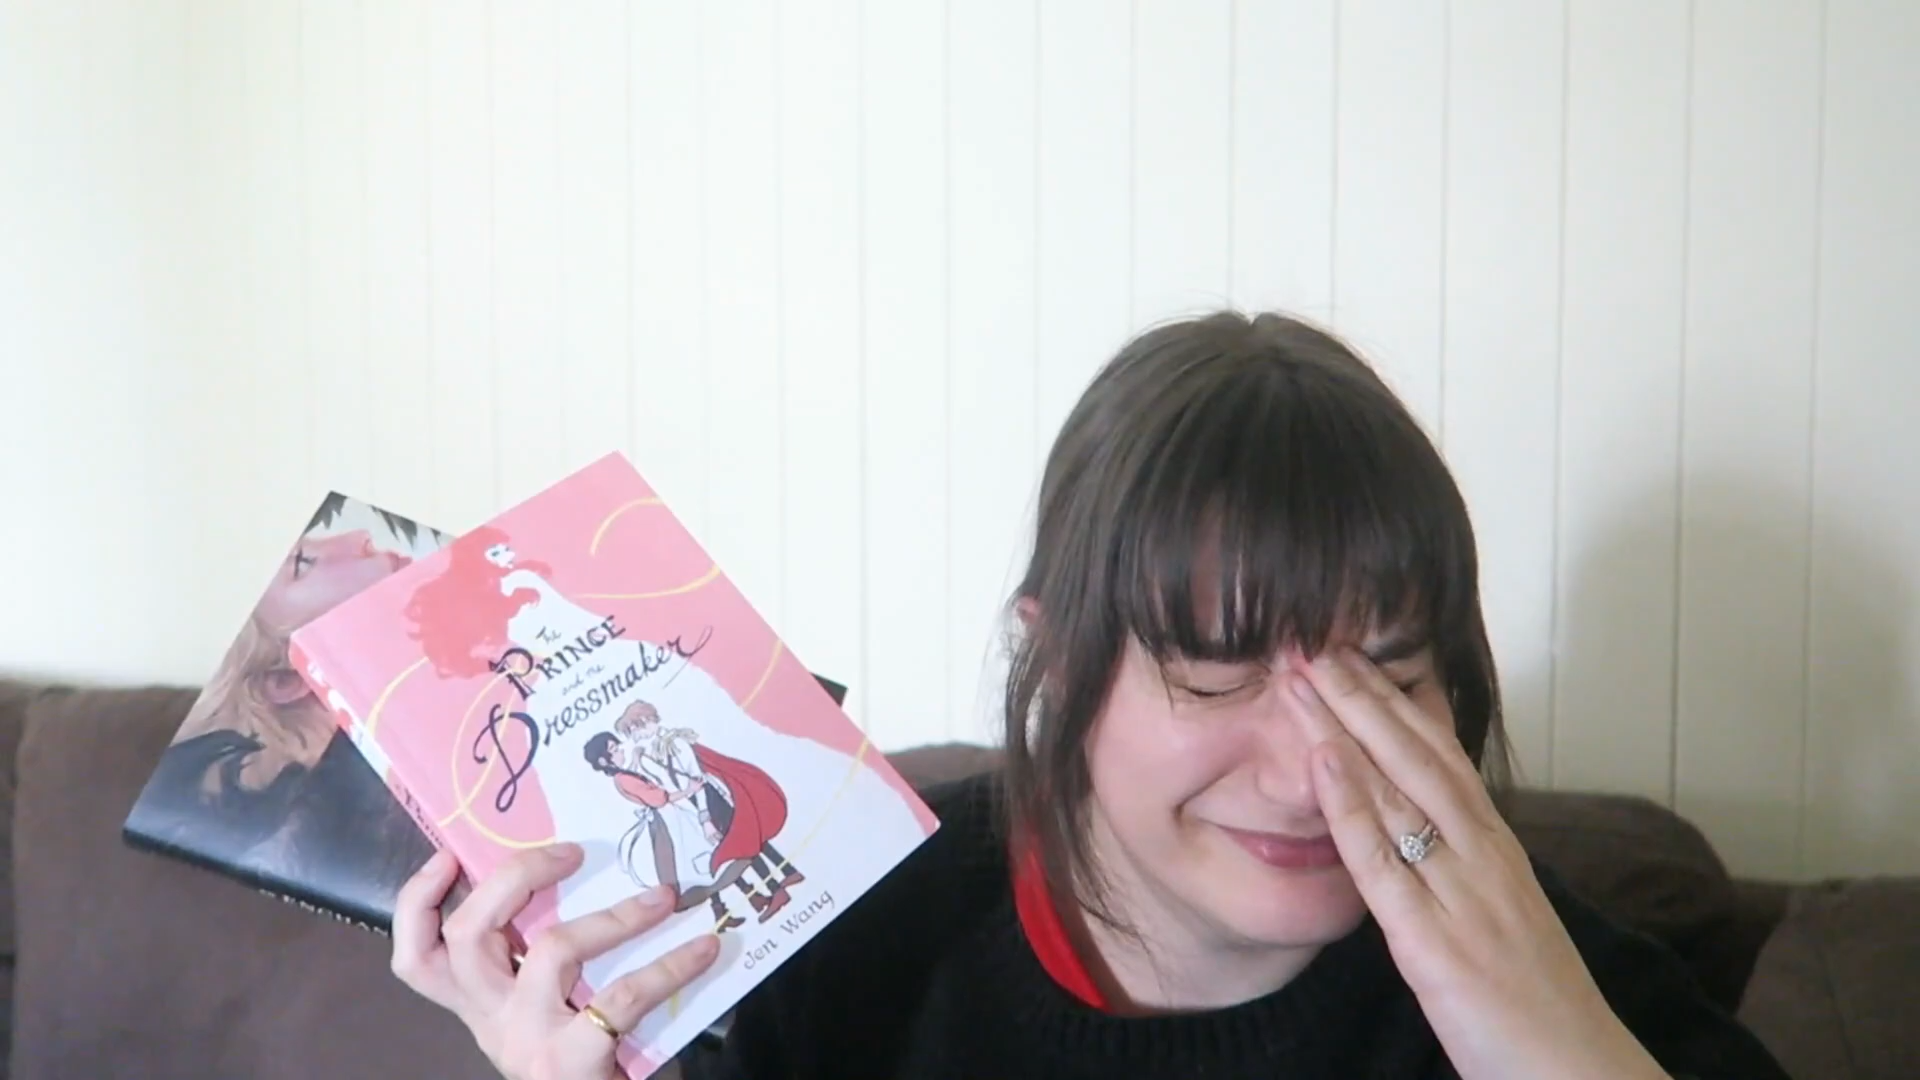 The
PRINCE
and the
Dressmaker
Jen Wang